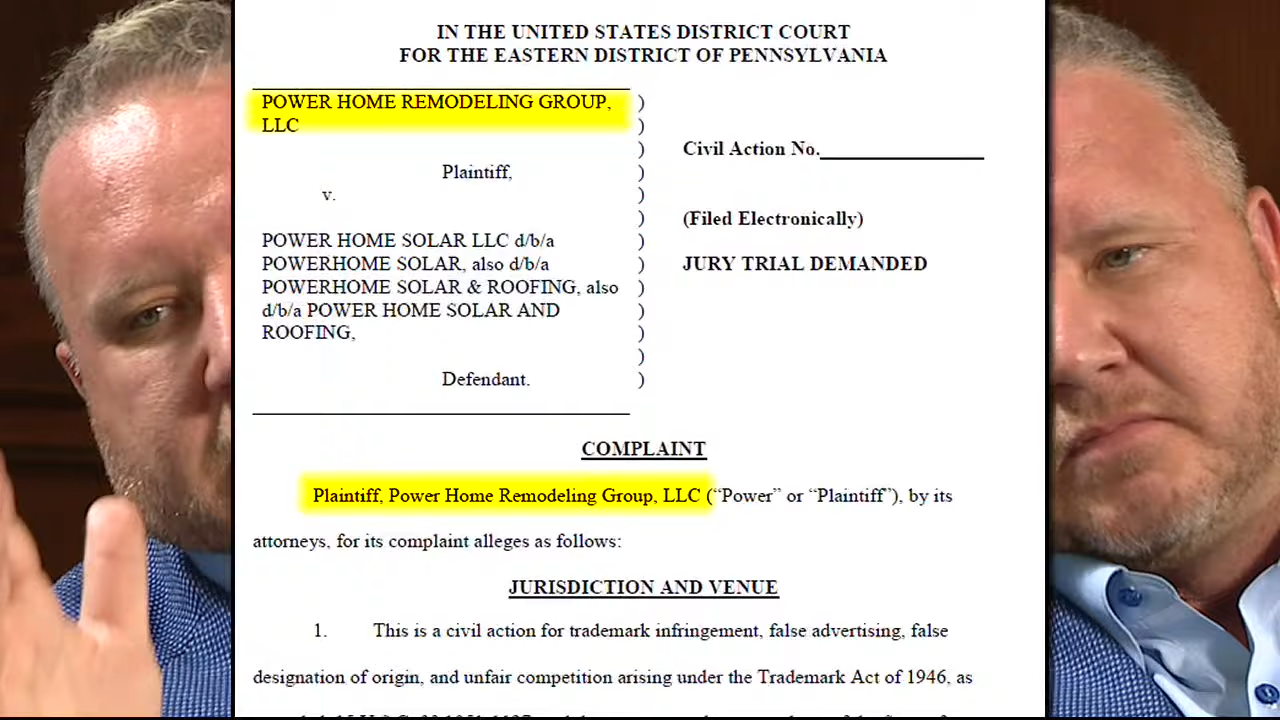 IN THE UNITED STATES DISTRICT COURT
FOR THE EASTERN DISTRICT OF PENNSYLVANIA
POWER HOME REMODELING GROUP, )
LLC )
)
Civil Action No.
Plaintiff, )
v. )
)
(Filed Electronically)
POWER HOME SOLAR LLC d/b/a )
POWERHOME SOLAR, also d/b/a ) JURY TRIAL DEMANDED
POWERHOME SOLAR & ROOFING, also )
d/b/a POWER HOME SOLAR AND )
ROOFING, )
)
Defendant. )
COMPLAINT
Plaintiff, Power Home Remodeling Group, LLC (“Power” or “Plaintiff”), by its
attorneys, for its complaint alleges as follows:
JURISDICTION AND VENUE
1. This is a civil action for trademark infringement, false advertising, false
designation of origin, and unfair competition arising under the Trademark Act of 1946, as